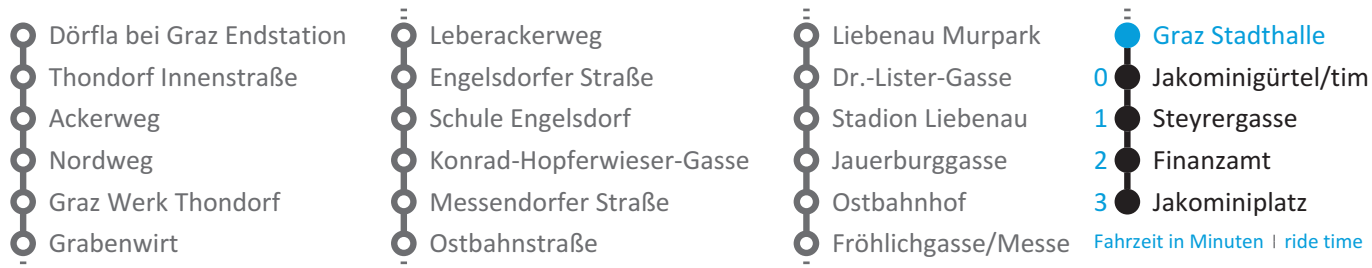 Dörfla bei Graz Endstation
Thondorf Innenstraße
Ackerweg
Nordweg
Graz Werk Thondorf
Grabenwirt
Leberackerweg
Engelsdorfer Straße
Schule Engelsdorf
Konrad-Hopferwieser-Gasse
Messendorfer Straße
Ostbahnstraße
Liebenau Murpark
Dr.-Lister-Gasse
Stadion Liebenau
Jauerburggasse
Ostbahnhof
Fröhlichgasse/Messe
Graz Stadthalle
0 Jakominigürtel/tim
1 Steyrergasse
2 Finanzamt
3 Jakominiplatz
Fahrzeit in Minuten | ride time